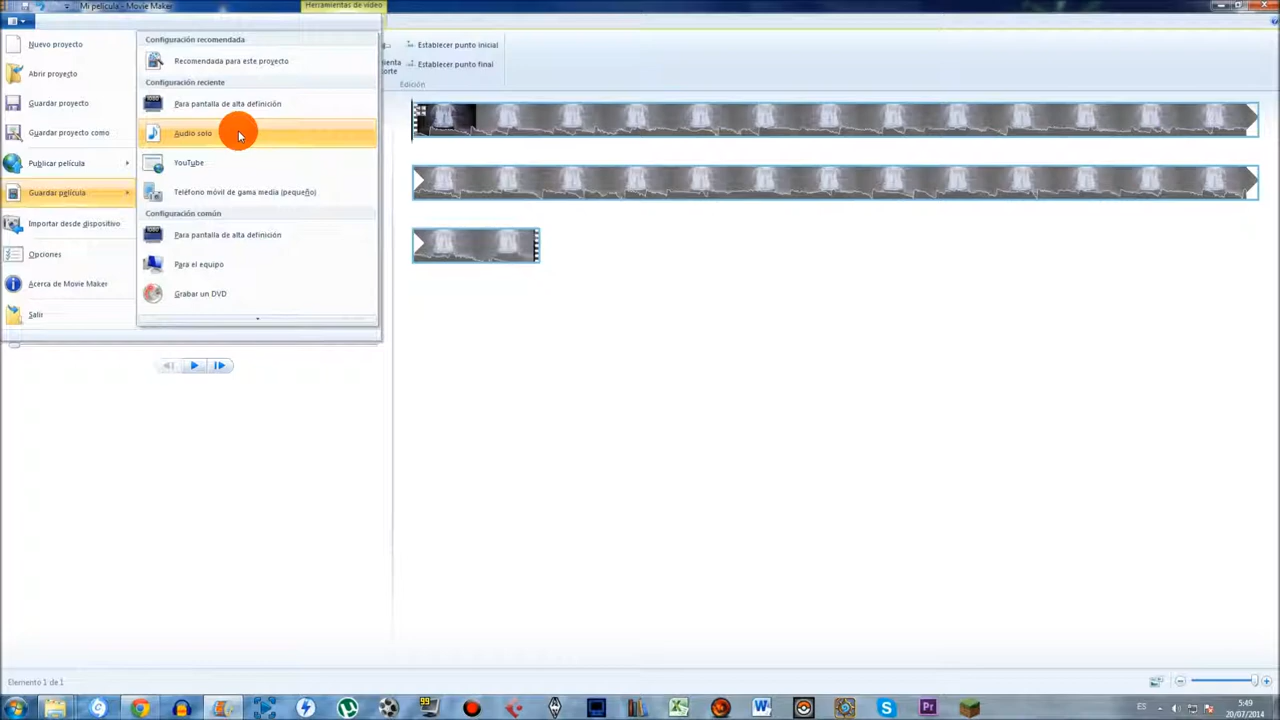 Mi película - Movie Maker
Herramientas de vídeo
Nuevo proyecto
Abrir proyecto
Guardar proyecto
Guardar proyecto como
Publicar película
Guardar película
Importar desde dispositivo
Opciones
Acerca de Movie Maker
Salir
Configuración recomendada
Recomendada para este proyecto
Configuración reciente
Para pantalla de alta definición
Audio solo
YouTube
Teléfono móvil de gama media (pequeño)
Configuración común
Para pantalla de alta definición
Para el equipo
Grabar un DVD
Establecer punto inicial
Establecer punto final
ienta
orte
Edición
Elemento 1 de 1
ES
5:49
20/07/2014